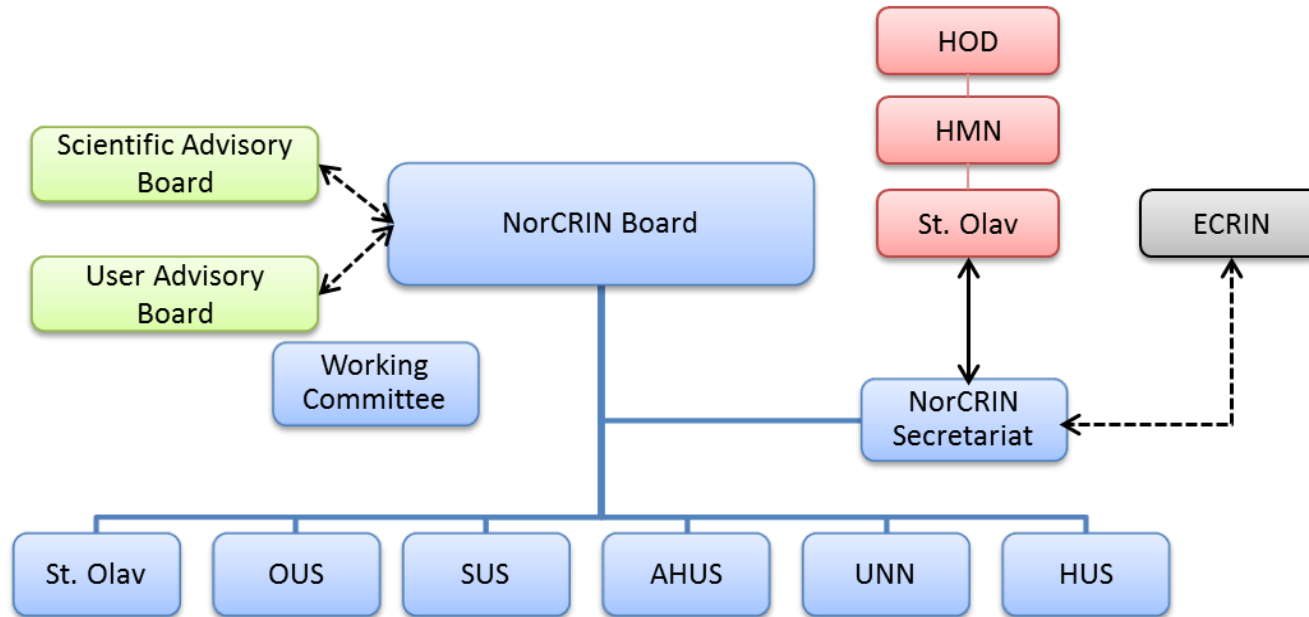 HOD
HMN
Scientific Advisory
Board
NorCRIN Board
St. Olav
ECRIN
User Advisory
Board
Working
Committee
NorCRIN
Secretariat
St. Olav
OUS
SUS
AHUS
UNN
HUS